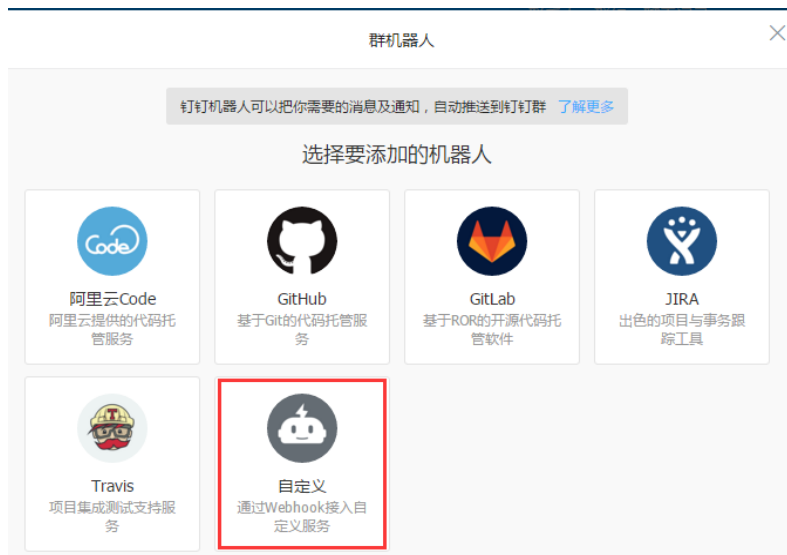 群机器人
钉钉机器人可以把你需要的消息及通知，自动推送到钉钉群 了解更多
选择要添加的机器人
Code
阿里云Code
阿里云提供的代码托
管服务
GitHub
基于Git的代码托管服
务
GitLab
基于ROR的开源代码托
管软件
JIRA
出色的项目与事务跟
踪工具
T
Travis
项目集成测试支持服
务
自定义
通过Webhook接入自
定义服务